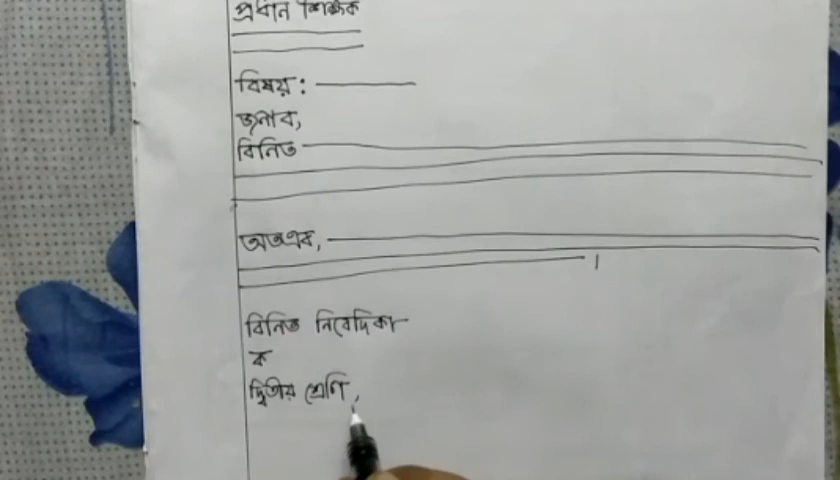 প্রধান শিক্ষক
বিষয়:
জনাব,
বিনিত
অতএব,
।
বিনিত নিবেদিকা
ক
দ্বিতীয় শ্রেণি,